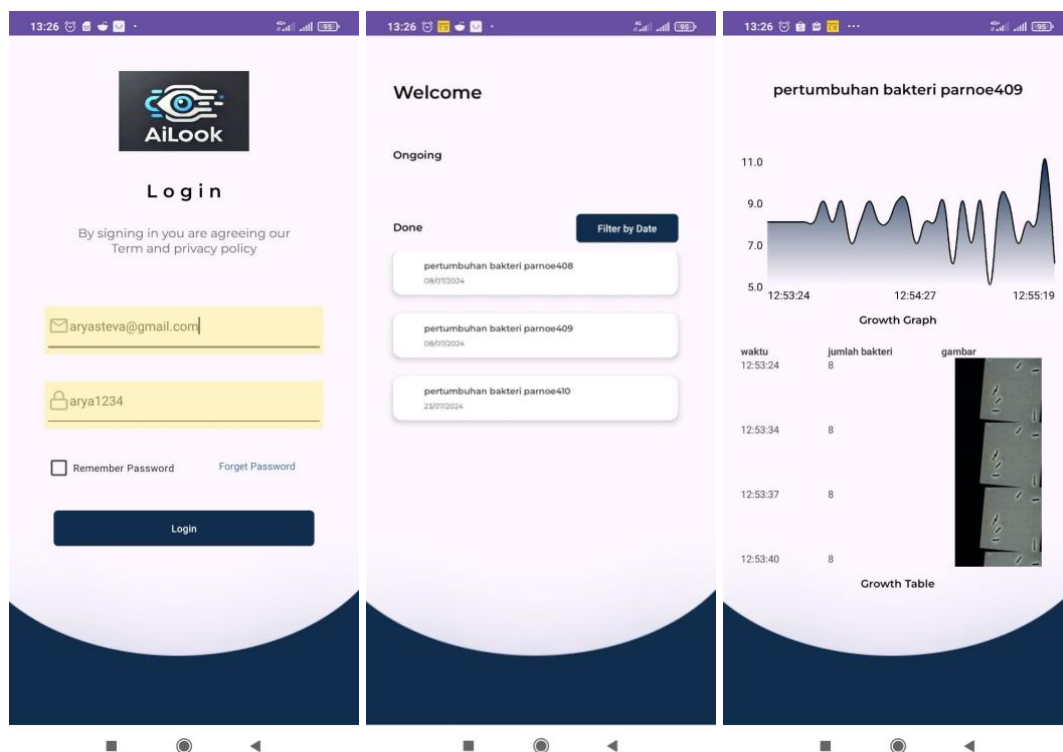 13:26
95
AiLook
Login
By signing in you are agreeing our
Term and privacy policy
aryasteva@gmail.com
arya1234
Remember Password
Forget Password
Login
13:26
95
Welcome
Ongoing
Done
Filter by Date
pertumbuhan bakteri parnoe408
08/07/2024
pertumbuhan bakteri parnoe409
08/07/2024
pertumbuhan bakteri parnoe410
23/07/2024
13:26
95
pertumbuhan bakteri parnoe409
11.0
9.0
7.0
5.0
12:53:24 12:54:27 12:55:19
Growth Graph
waktu jumlah bakteri gambar
12:53:24 8
12:53:34 8
12:53:37 8
12:53:40 8
Growth Table